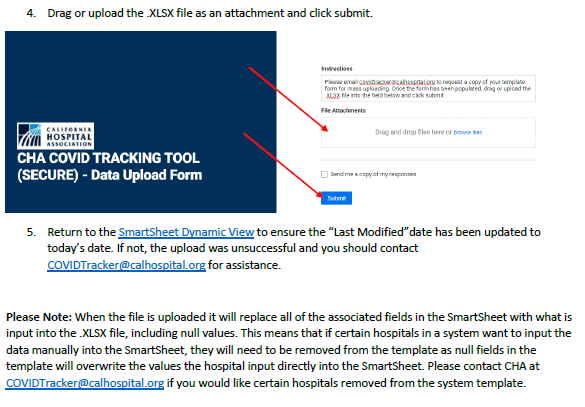 4. Drag or upload the .XLSX file as an attachment and click submit.
CALIFORNIA
HOSPITAL
ASSOCIATION
CHA COVID TRACKING TOOL
(SECURE) - Data Upload Form
Instructions
Please email covidtracker@calhospital.org to request a copy of your template
form for mass uploading. Once the form has been populated, drag or upload the
.XLSX file into the field below and click submit.
File Attachments
Drag and drop files here or browse files
Send me a copy of my responses
Submit
5. Return to the SmartSheet Dynamic View to ensure the “Last Modified”date has been updated to
today’s date. If not, the upload was unsuccessful and you should contact
COVIDTracker@calhospital.org for assistance.
Please Note: When the file is uploaded it will replace all of the associated fields in the SmartSheet with what is
input into the .XLSX file, including null values. This means that if certain hospitals in a system want to input the
data manually into the SmartSheet, they will need to be removed from the template as null fields in the
template will overwrite the values the hospital input directly into the SmartSheet. Please contact CHA at
COVIDTracker@calhospital.org if you would like certain hospitals removed from the system template.